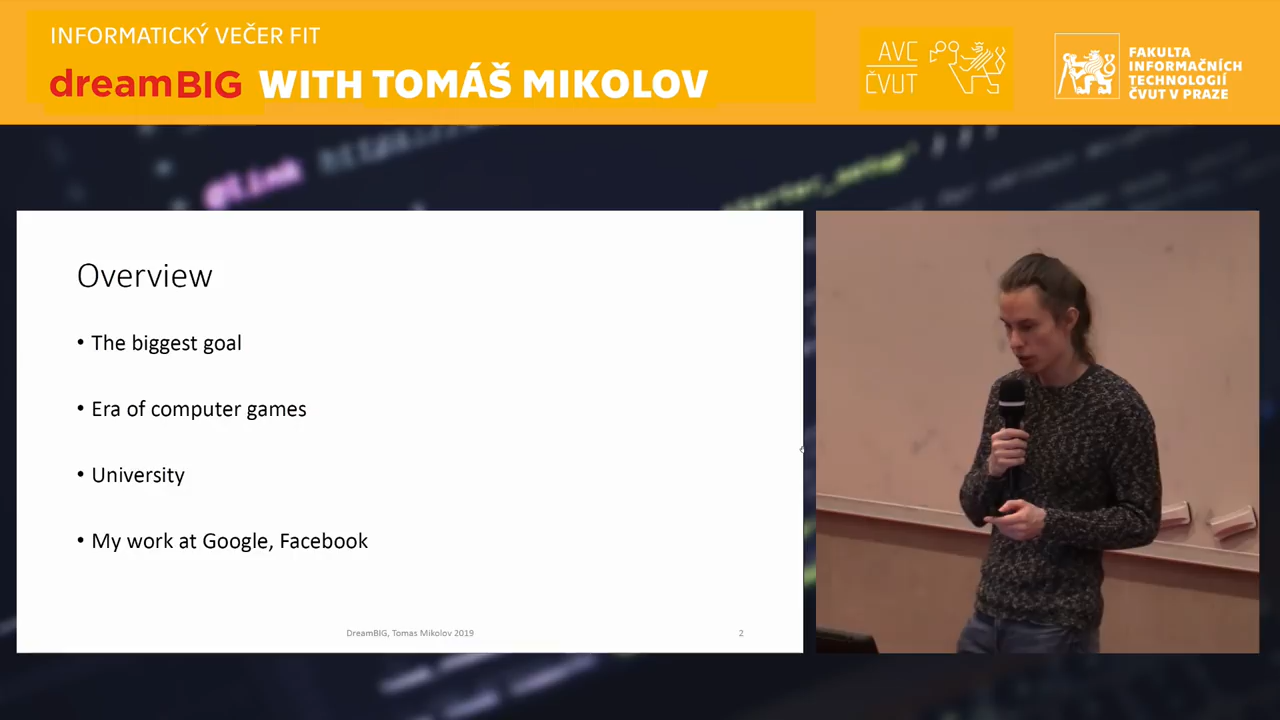 INFORMATICKÝ VEČER FIT
dreamBIG WITH TOMÁŠ MIKOLOV
AVC
ČVUT
FAKULTA
INFORMAČNÍCH
TECHNOLOGIÍ
ČVUT V PRAZE
@link
Overview
• The biggest goal
• Era of computer games
• University
• My work at Google, Facebook
DreamBIG, Tomas Mikolov 2019
2